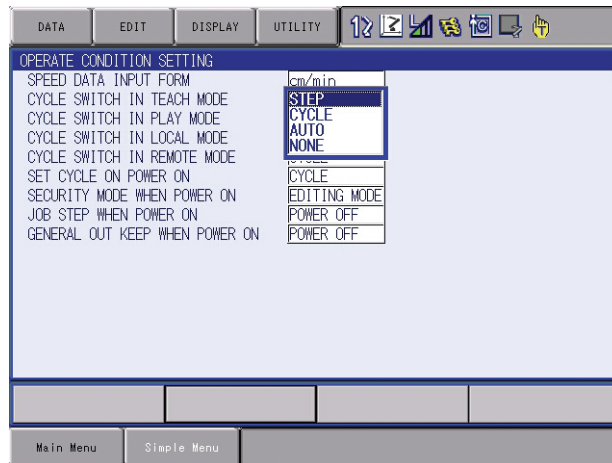 DATA EDIT DISPLAY UTILITY
OPERATE CONDITION SETTING
SPEED DATA INPUT FORM cm/min
CYCLE SWITCH IN TEACH MODE STEP
CYCLE SWITCH IN PLAY MODE CYCLE
CYCLE SWITCH IN LOCAL MODE AUTO
NONE
CYCLE SWITCH IN REMOTE MODE
SET CYCLE ON POWER ON CYCLE
SECURITY MODE WHEN POWER ON EDITING MODE
JOB STEP WHEN POWER ON POWER OFF
GENERAL OUT KEEP WHEN POWER ON POWER OFF
Main Menu Simple Menu